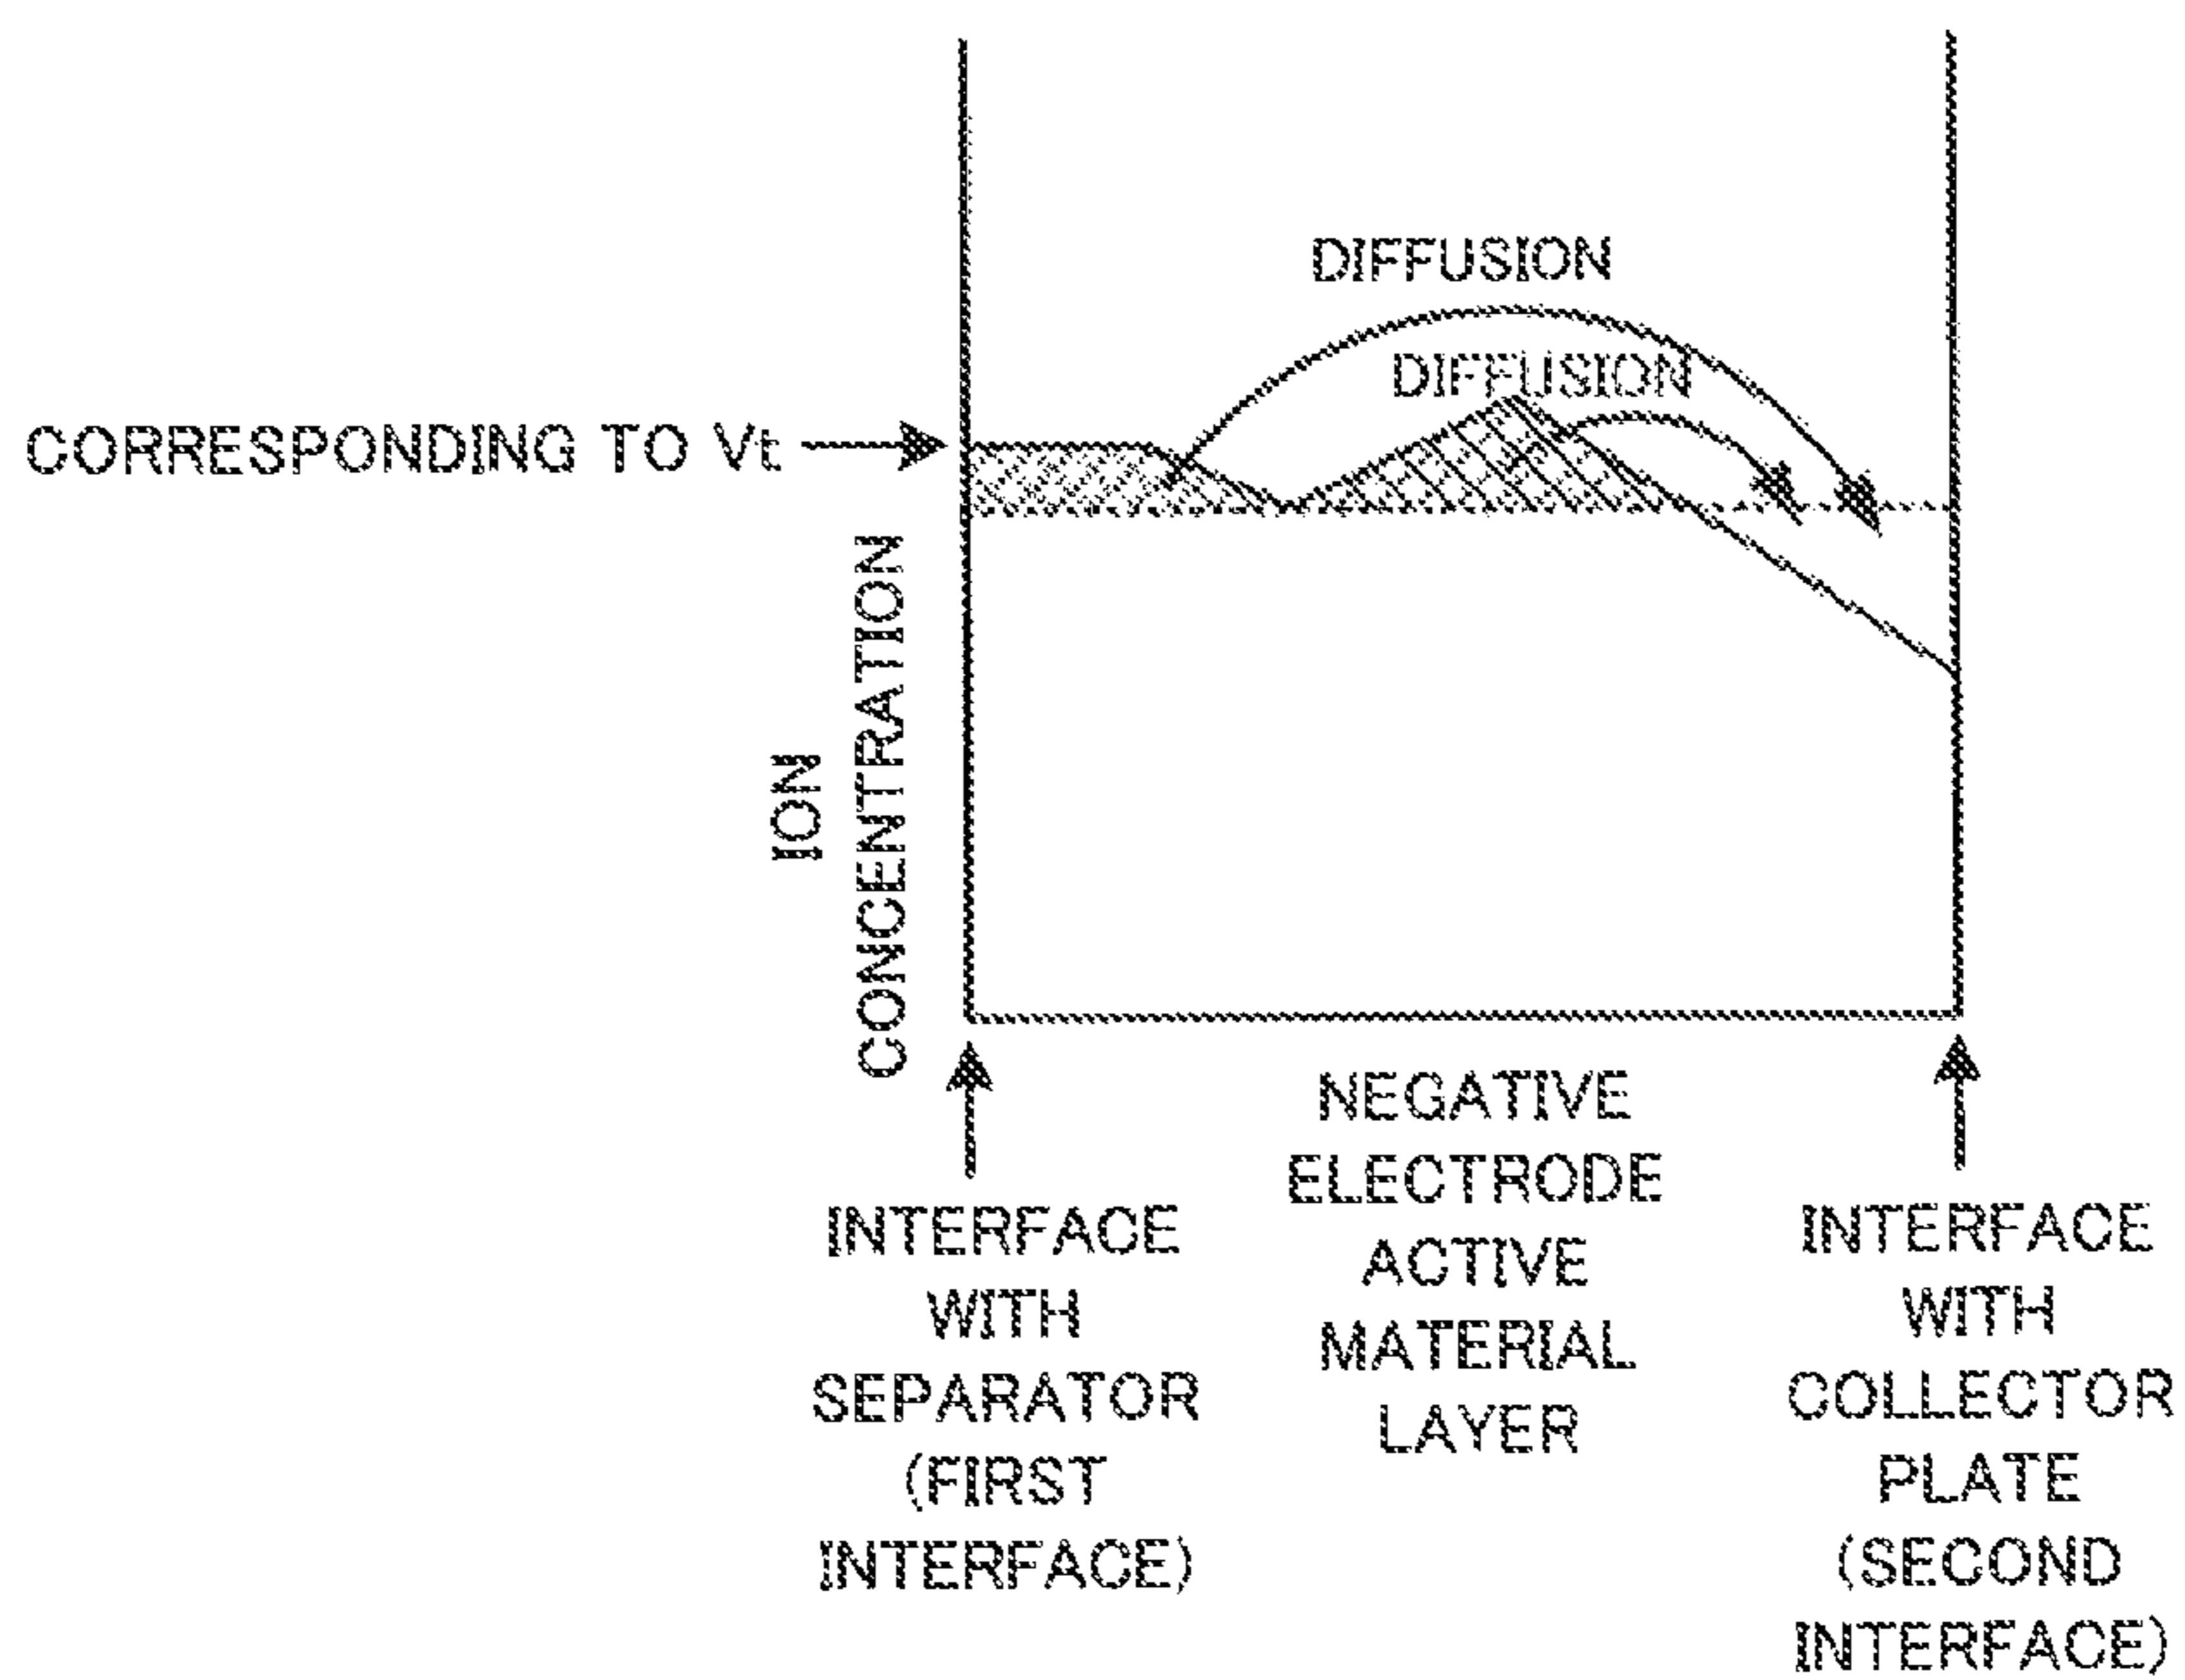 DIFFUSION
DIFFUSION
CORRESPONDING TO Vt
ION
CONCENTRATION
INTERFACE
WITH
SEPARATOR
(FIRST
INTERFACE)
NEGATIVE
ELECTRODE
ACTIVE
MATERIAL
LAYER
INTERFACE
WITH
COLLECTOR
PLATE
(SECOND
INTERFACE)